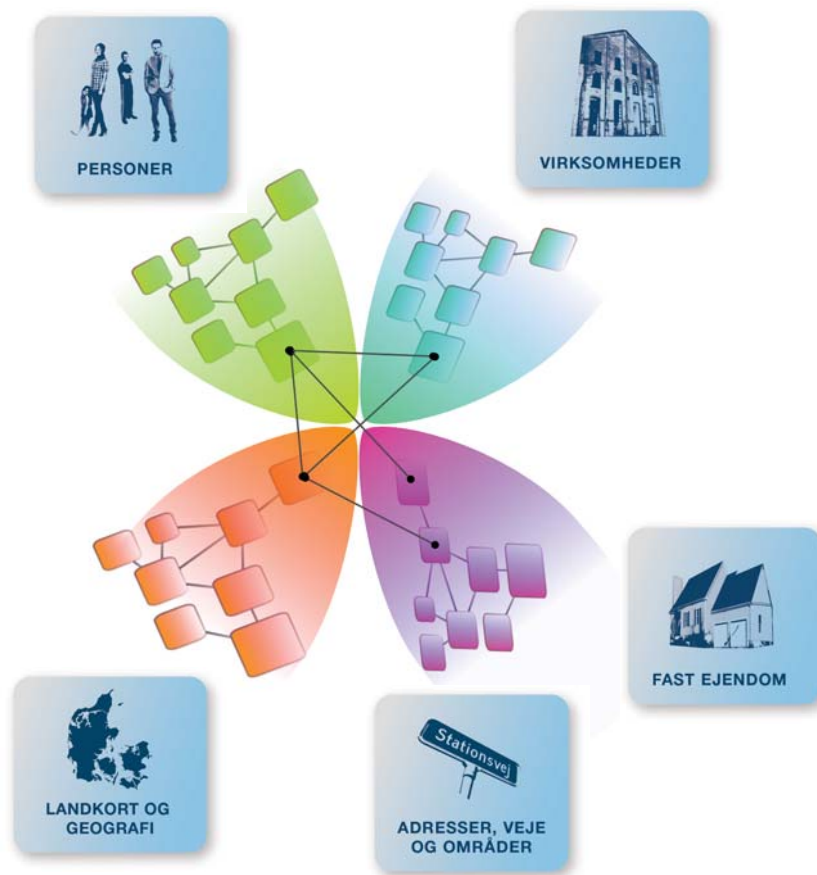 PERSONER
VIRKSOMHEDER
FAST EJENDOM
LANDKORT OG
GEOGRAFI
Stationsvej
ADRESSER, VEJE
OG OMRÅDER